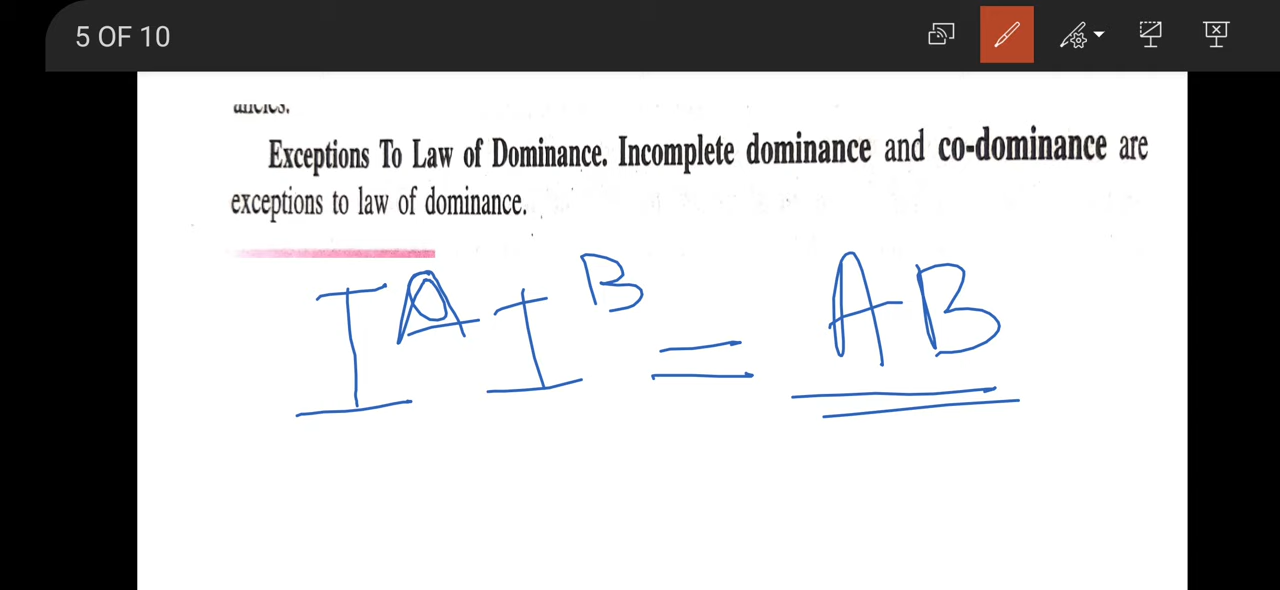 5 OF 10
Exceptions To Law of Dominance. Incomplete dominance and co-dominance are
exceptions to law of dominance.
I^A I^B = AB